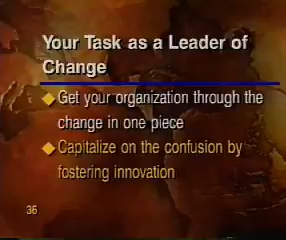 Your Task as a Leader of
Change
Get your organization through the
change in one piece
Capitalize on the confusion by
fostering innovation
36